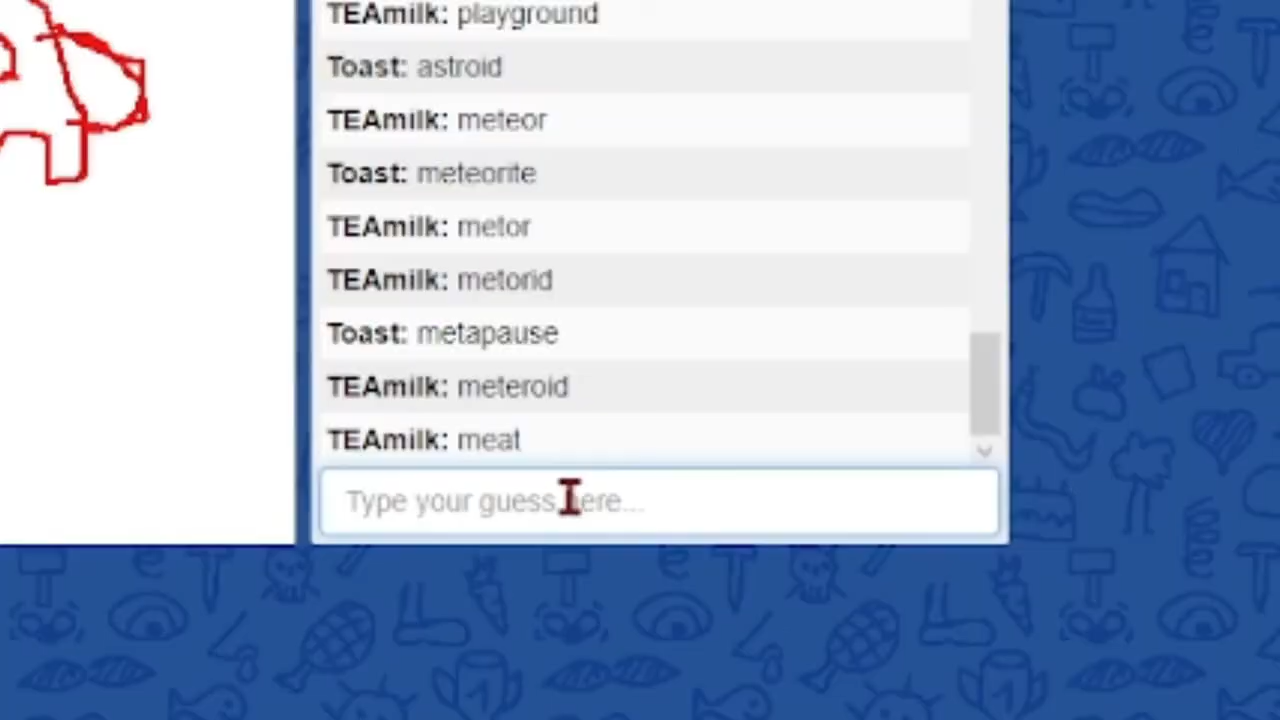 TEAmilk: playground
Toast: astroid
TEAmilk: meteor
Toast: meteorite
TEAmilk: metor
TEAmilk: metorid
Toast: metapause
TEAmilk: meteroid
TEAmilk: meat
Type your guess here...